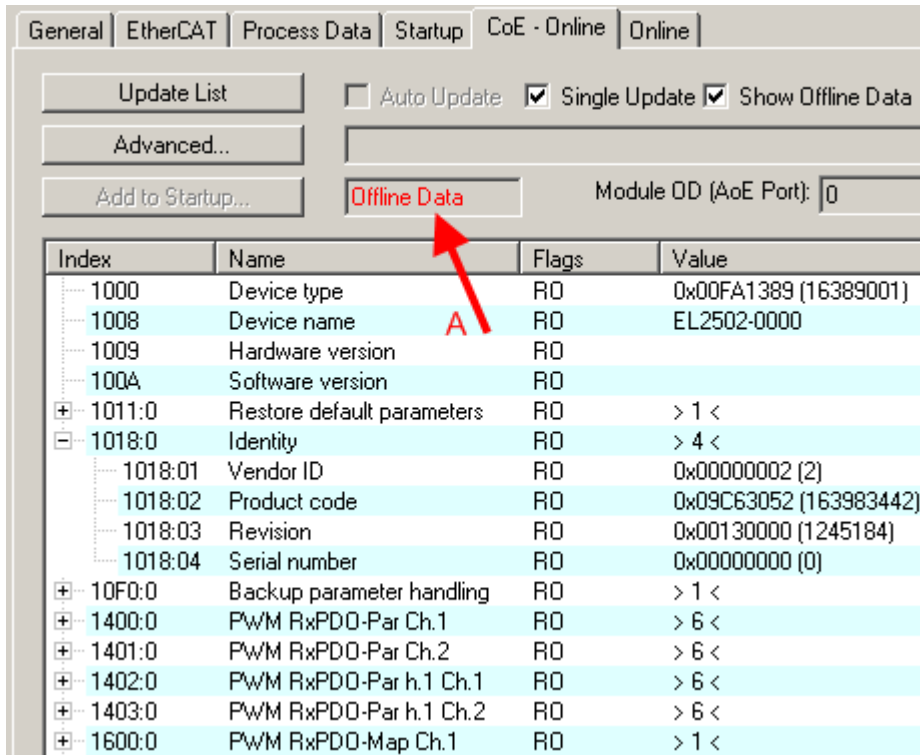 General EtherCAT Process Data Startup CoE - Online Online
Update List Auto Update Single Update Show Offline Data
Advanced...
Add to Startup... Offline Data Module OD (AoE Port): 0
Index Name Flags Value
1000 Device type RO 0x00FA1389 (16389001)
1008 Device name A RO EL2502-0000
1009 Hardware version RO
100A Software version RO
1011:0 Restore default parameters RO > 1 <
1018:0 Identity RO > 4 <
1018:01 Vendor ID RO 0x00000002 (2)
1018:02 Product code RO 0x09C63052 (163983442)
1018:03 Revision RO 0x00130000 (1245184)
1018:04 Serial number RO 0x00000000 (0)
10F0:0 Backup parameter handling RO > 1 <
1400:0 PWM RxPDO-Par Ch.1 RO > 6 <
1401:0 PWM RxPDO-Par Ch.2 RO > 6 <
1402:0 PWM RxPDO-Par h.1 Ch.1 RO > 6 <
1403:0 PWM RxPDO-Par h.1 Ch.2 RO > 6 <
1600:0 PWM RxPDO-Map Ch.1 RO > 1 <